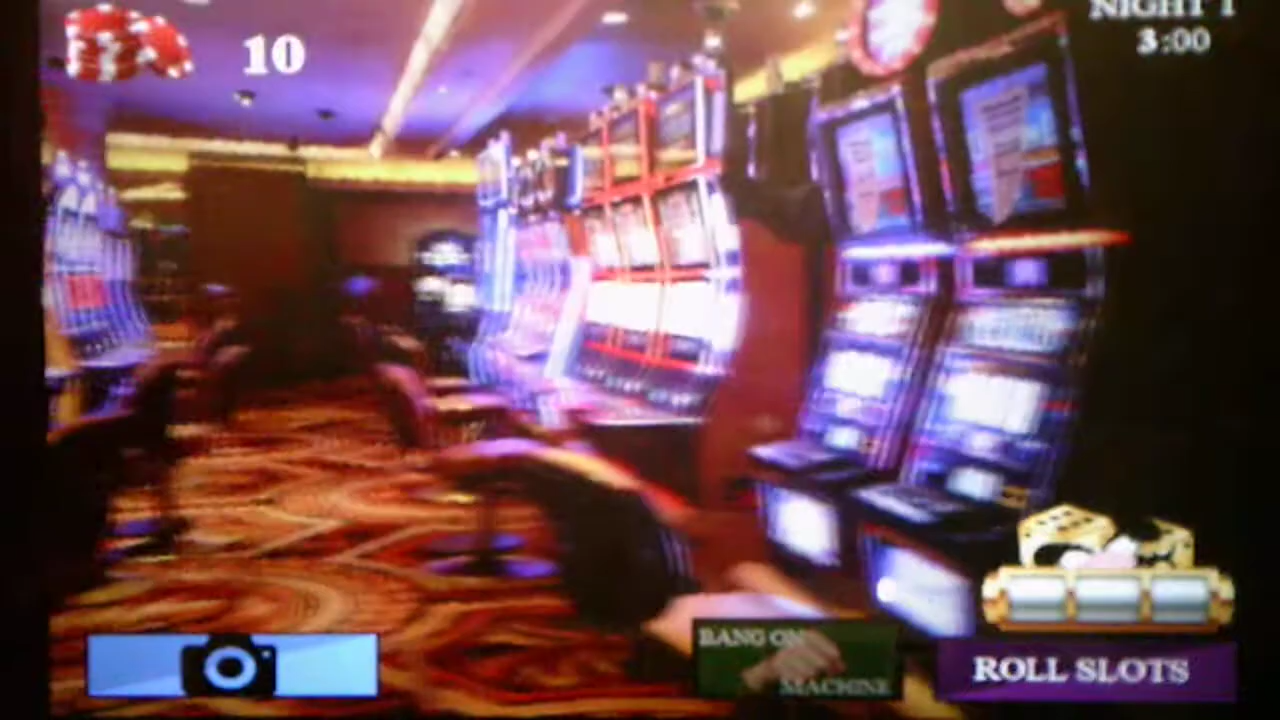 10
NIGHT 1
3:00
BANG ON
MACHINE
ROLL SLOTS